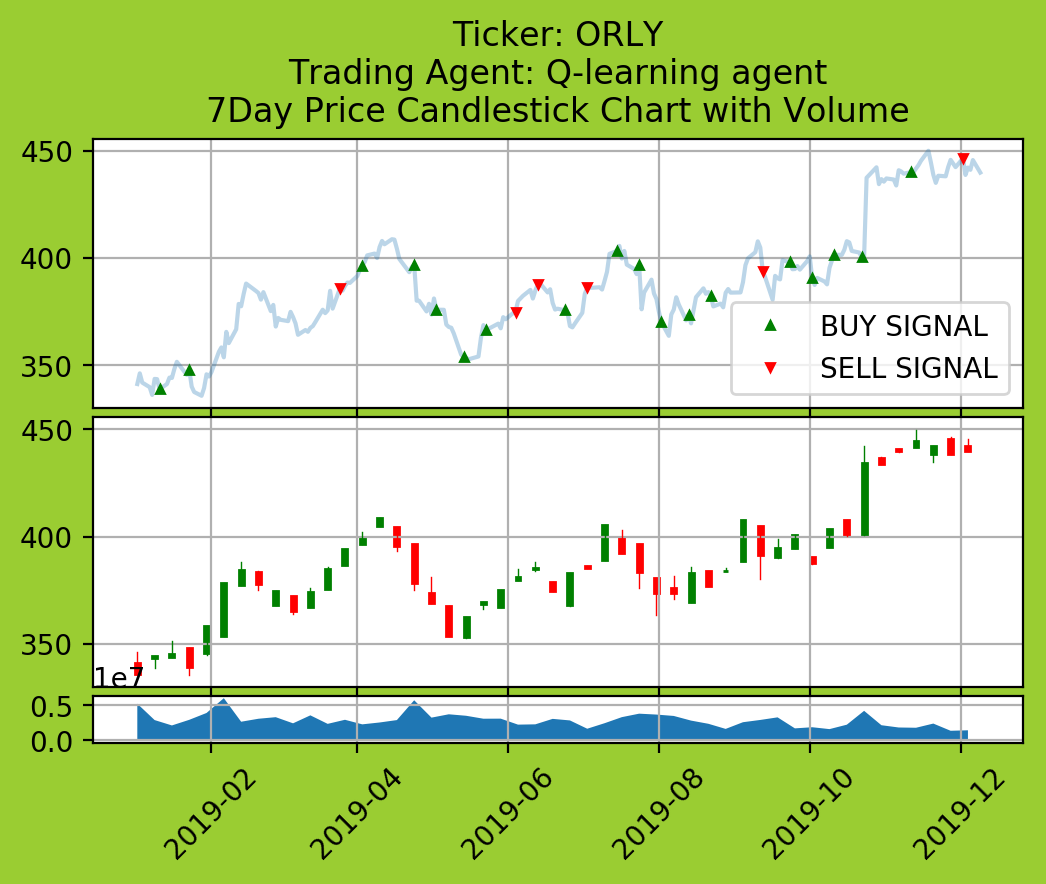 Ticker: ORLY
Trading Agent: Q-learning agent
7Day Price Candlestick Chart with Volume
450
400
350
BUY SIGNAL
SELL SIGNAL
450
400
350
1e7
0.5
0.0
2019-02
2019-04
2019-06
2019-08
2019-10
2019-12